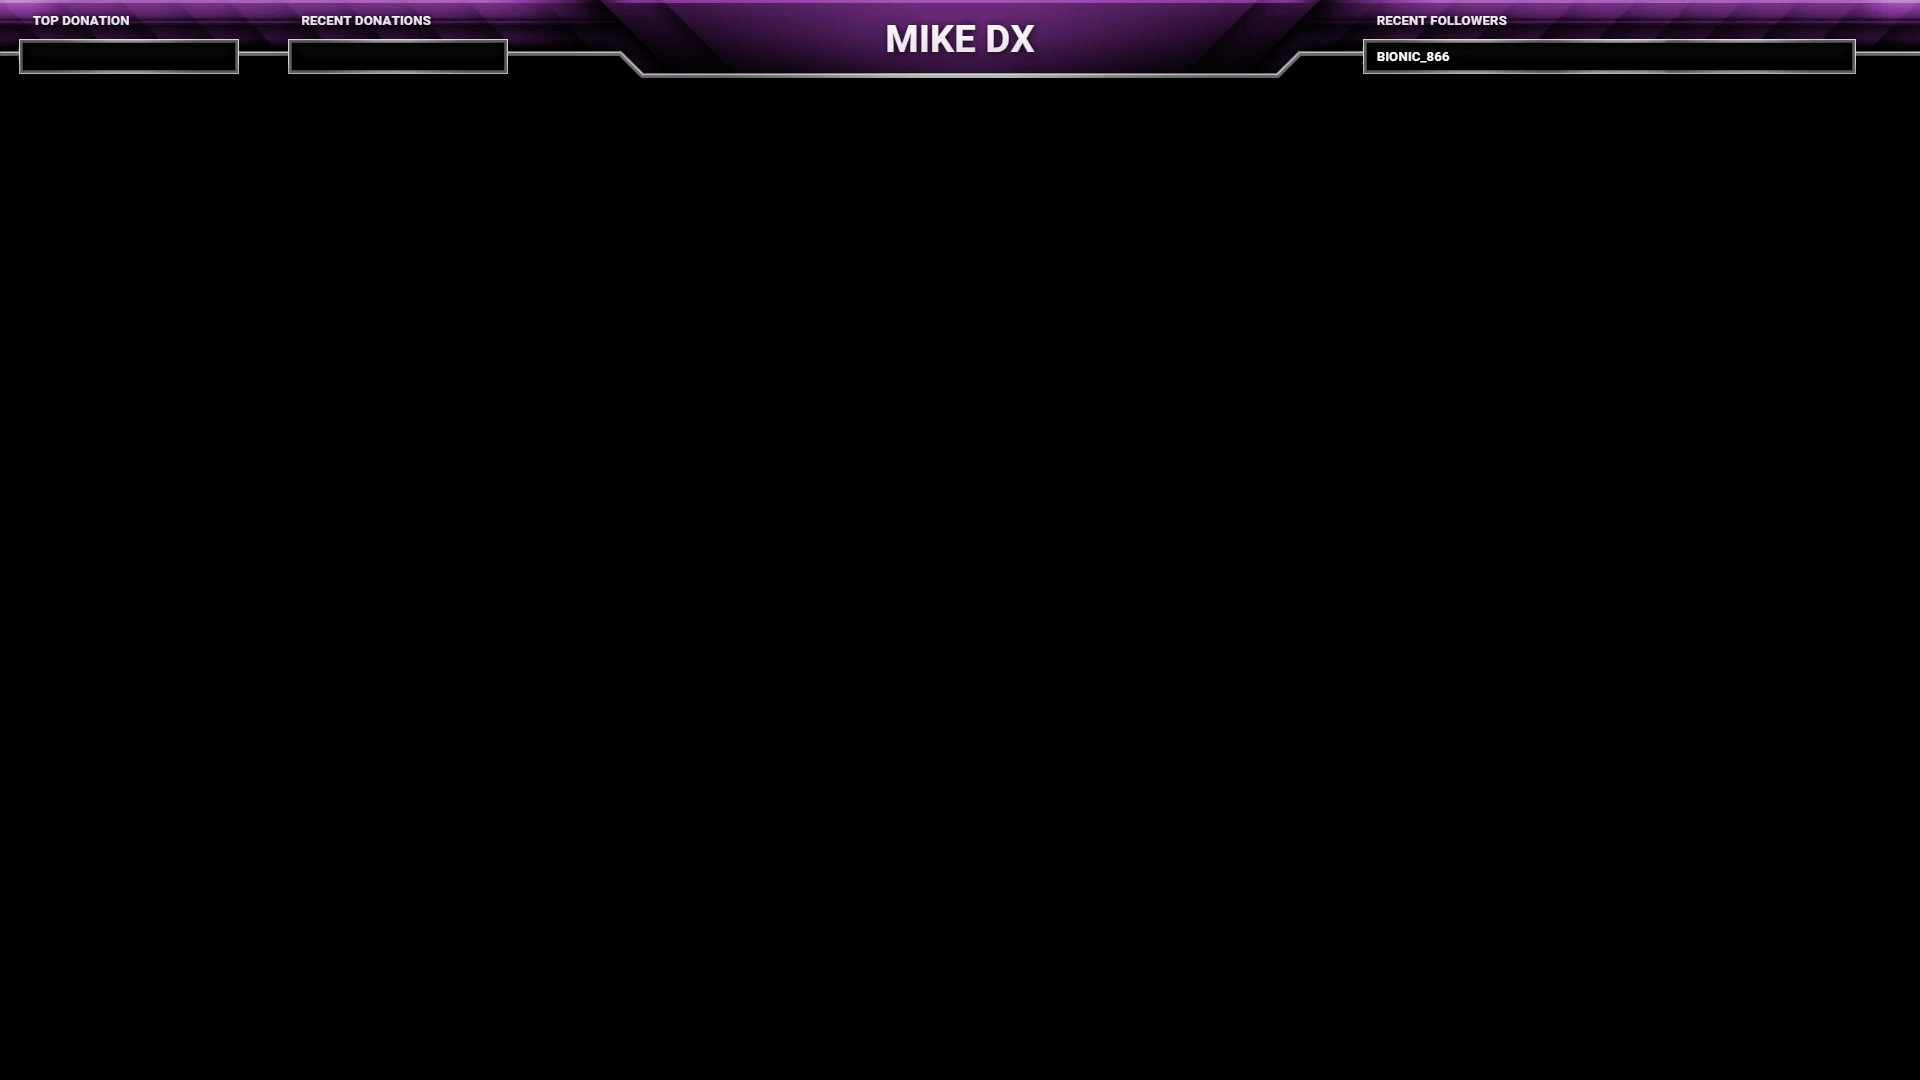 TOP DONATION
RECENT DONATIONS
MIKE DX
RECENT FOLLOWERS
BIONIC_866